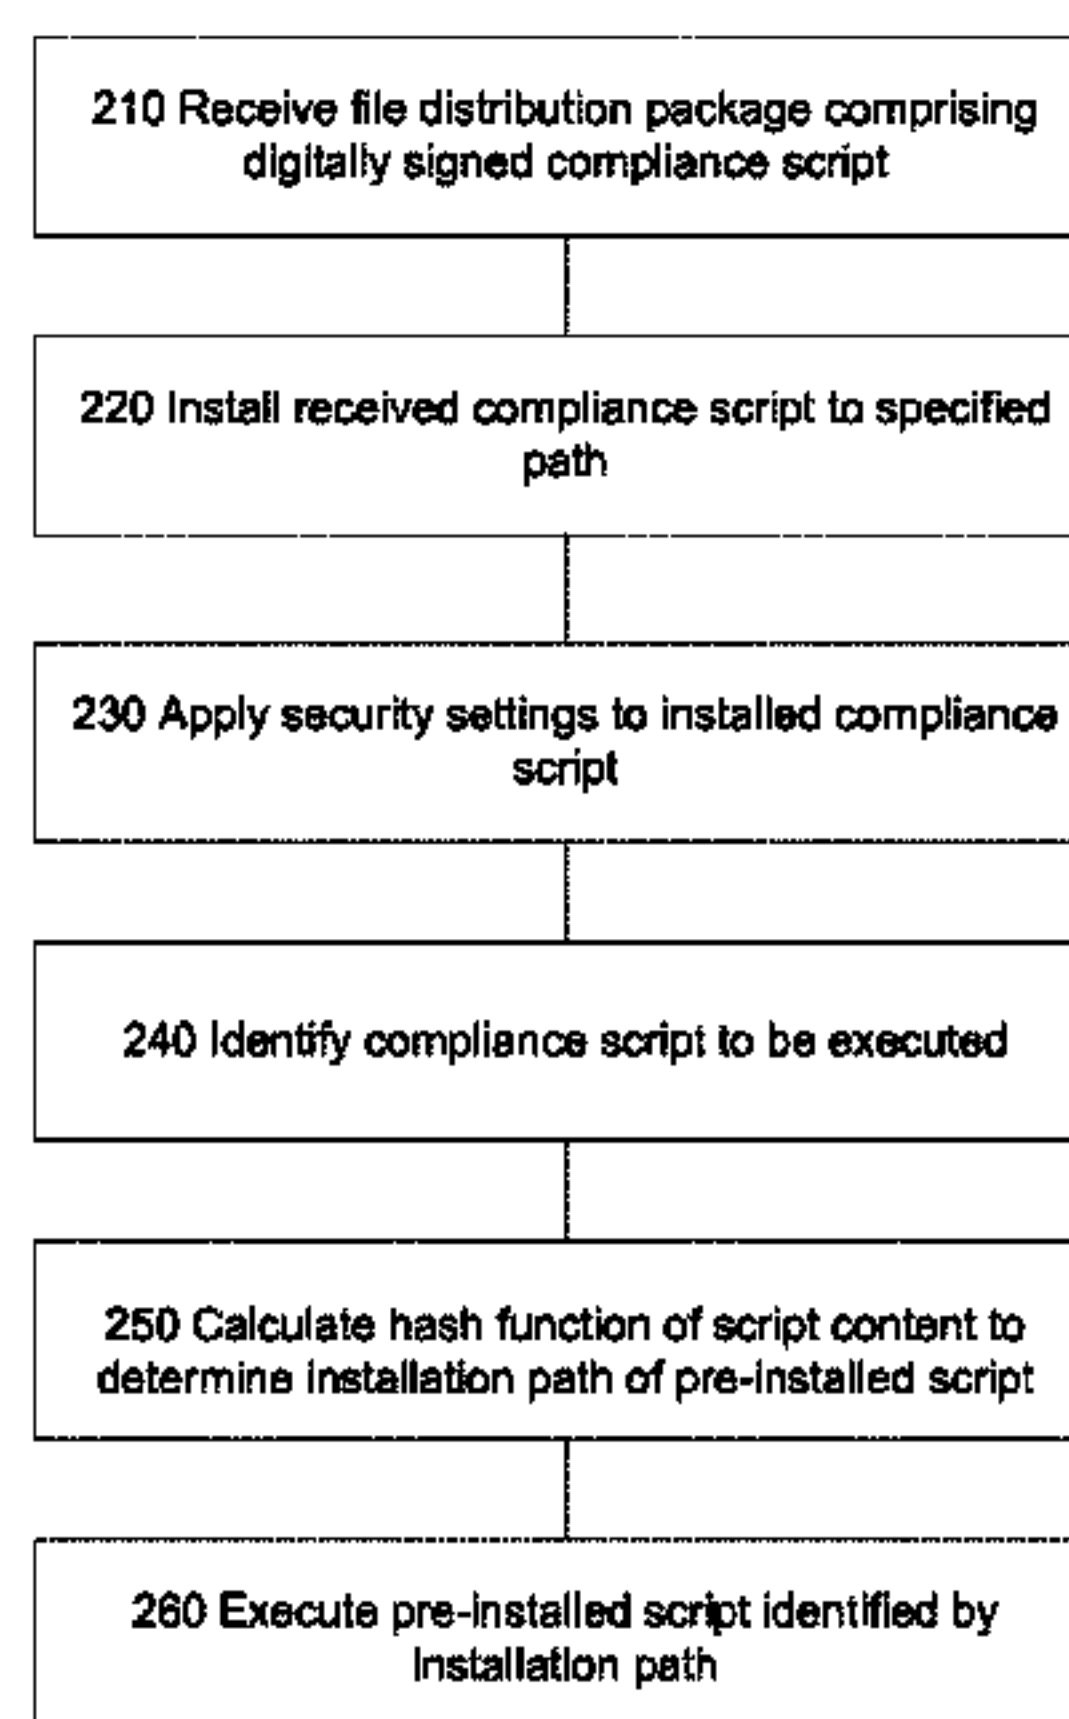 210 Receive file distribution package comprising
digitally signed compliance script
220 Install received compliance script to specified
path
230 Apply security settings to installed compliance
script
240 Identify compliance script to be executed
250 Calculate hash function of script content to
determine installation path of pre-installed script
260 Execute pre-installed script identified by
installation path